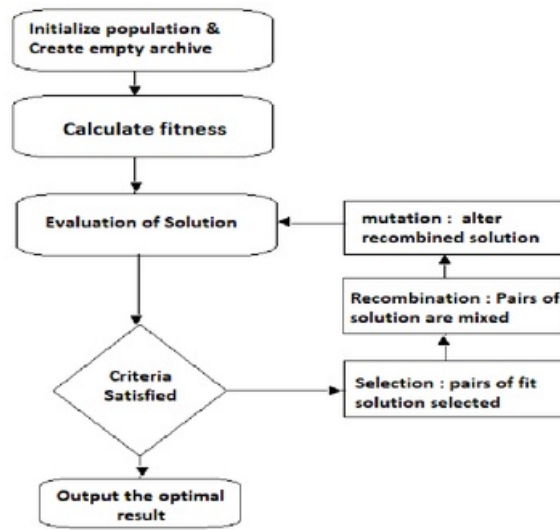 Initialize population &
Create empty archive
Calculate fitness
Evaluation of Solution
mutation : alter
recombined solution
Recombination : Pairs of
solution are mixed
Criteria
Satisfied
Selection : pairs of fit
solution selected
Output the optimal
result